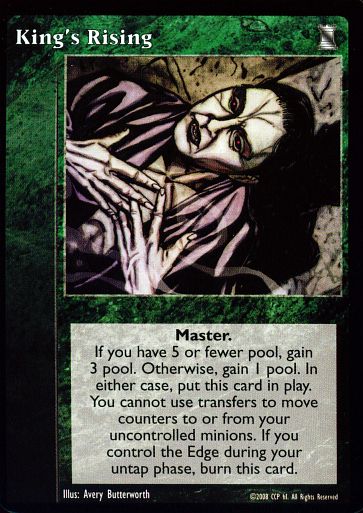 King's Rising
Master.
If you have 5 or fewer pool, gain
3 pool. Otherwise, gain 1 pool. In
either case, put this card in play.
You cannot use transfers to move
counters to or from your
uncontrolled minions. If you
control the Edge during your
untap phase, burn this card.
Illus: Avery Butterworth
©2008 CCP hf. All Rights Reserved